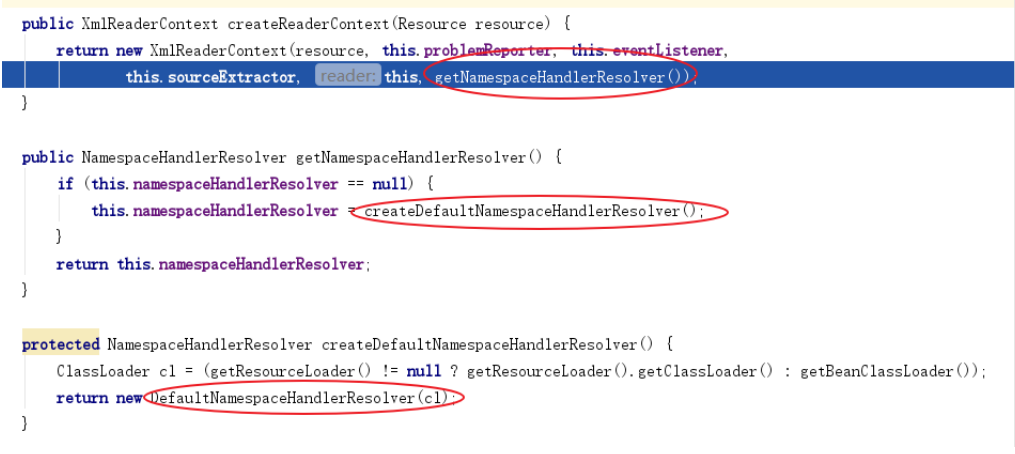 public XmlReaderContext createReaderContext(Resource resource) {
    return new XmlReaderContext(resource, this.problemReporter, this.eventListener,
            this.sourceExtractor, reader: this, getNamespaceHandlerResolver());
}
public NamespaceHandlerResolver getNamespaceHandlerResolver() {
    if (this.namespaceHandlerResolver == null) {
        this.namespaceHandlerResolver = createDefaultNamespaceHandlerResolver();
    }
    return this.namespaceHandlerResolver;
}
protected NamespaceHandlerResolver createDefaultNamespaceHandlerResolver() {
    ClassLoader cl = (getResourceLoader() != null ? getResourceLoader().getClassLoader() : getBeanClassLoader());
    return new DefaultNamespaceHandlerResolver(cl);
}